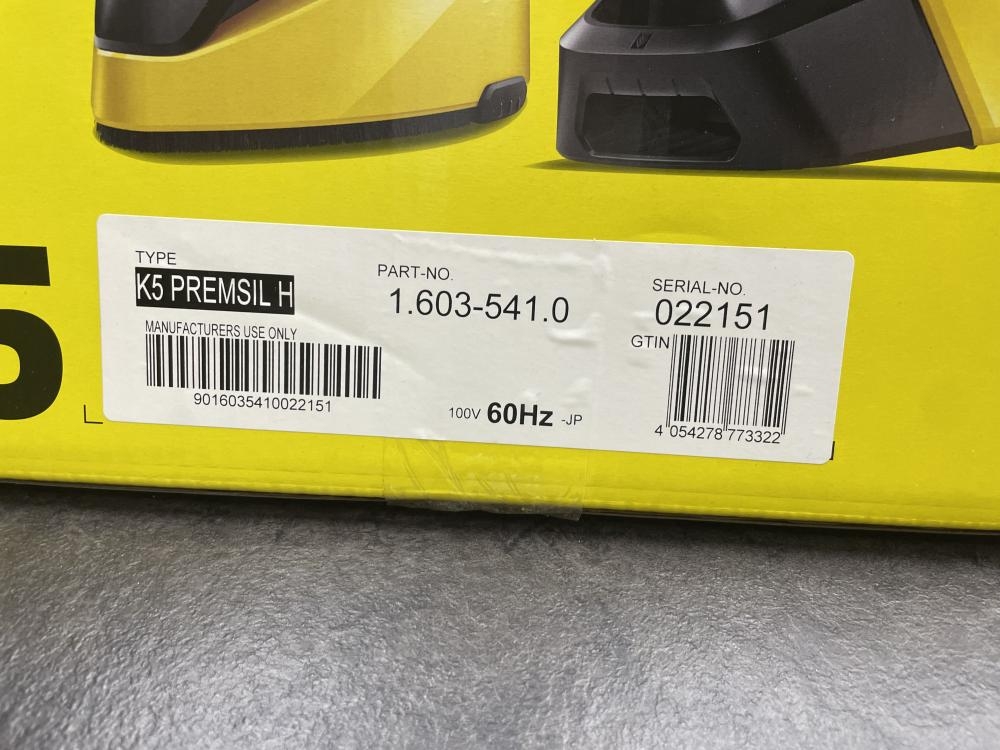 5
TYPE
K5 PREMSIL H
MANUFACTURERS USE ONLY
9016035410022151
PART-NO.
1.603-541.0
100V 60Hz -JP
SERIAL-NO.
022151
GTIN
4 054278 773322